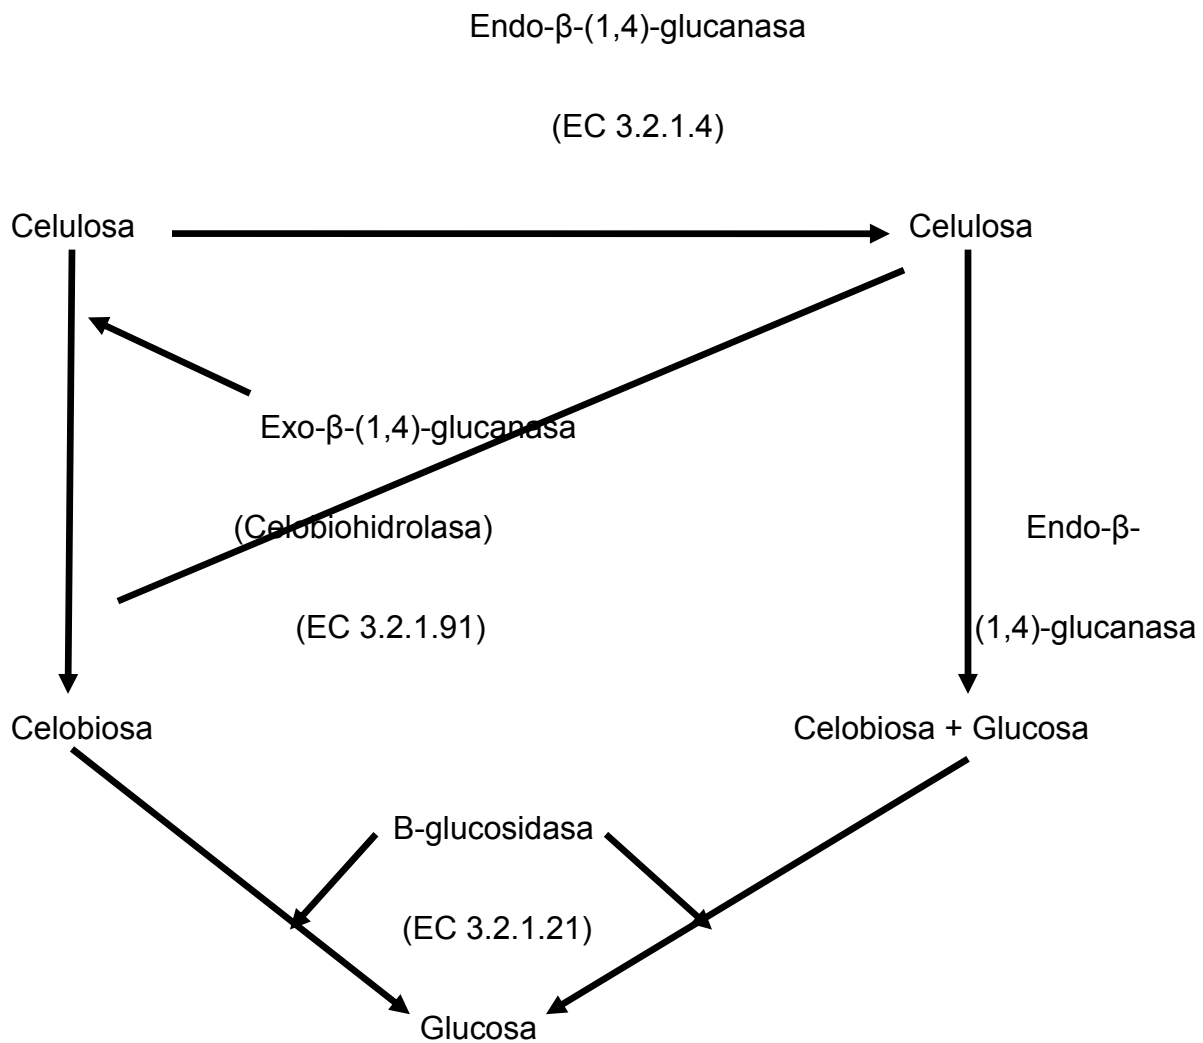 Endo-β-(1,4)-glucanasa
(EC 3.2.1.4)
Celulosa Celulosa
Exo-β-(1,4)-glucanasa
(Celobiohidrolasa) Endo-β-
(EC 3.2.1.91) (1,4)-glucanasa
Celobiosa Celobiosa + Glucosa
B-glucosidasa
(EC 3.2.1.21)
Glucosa